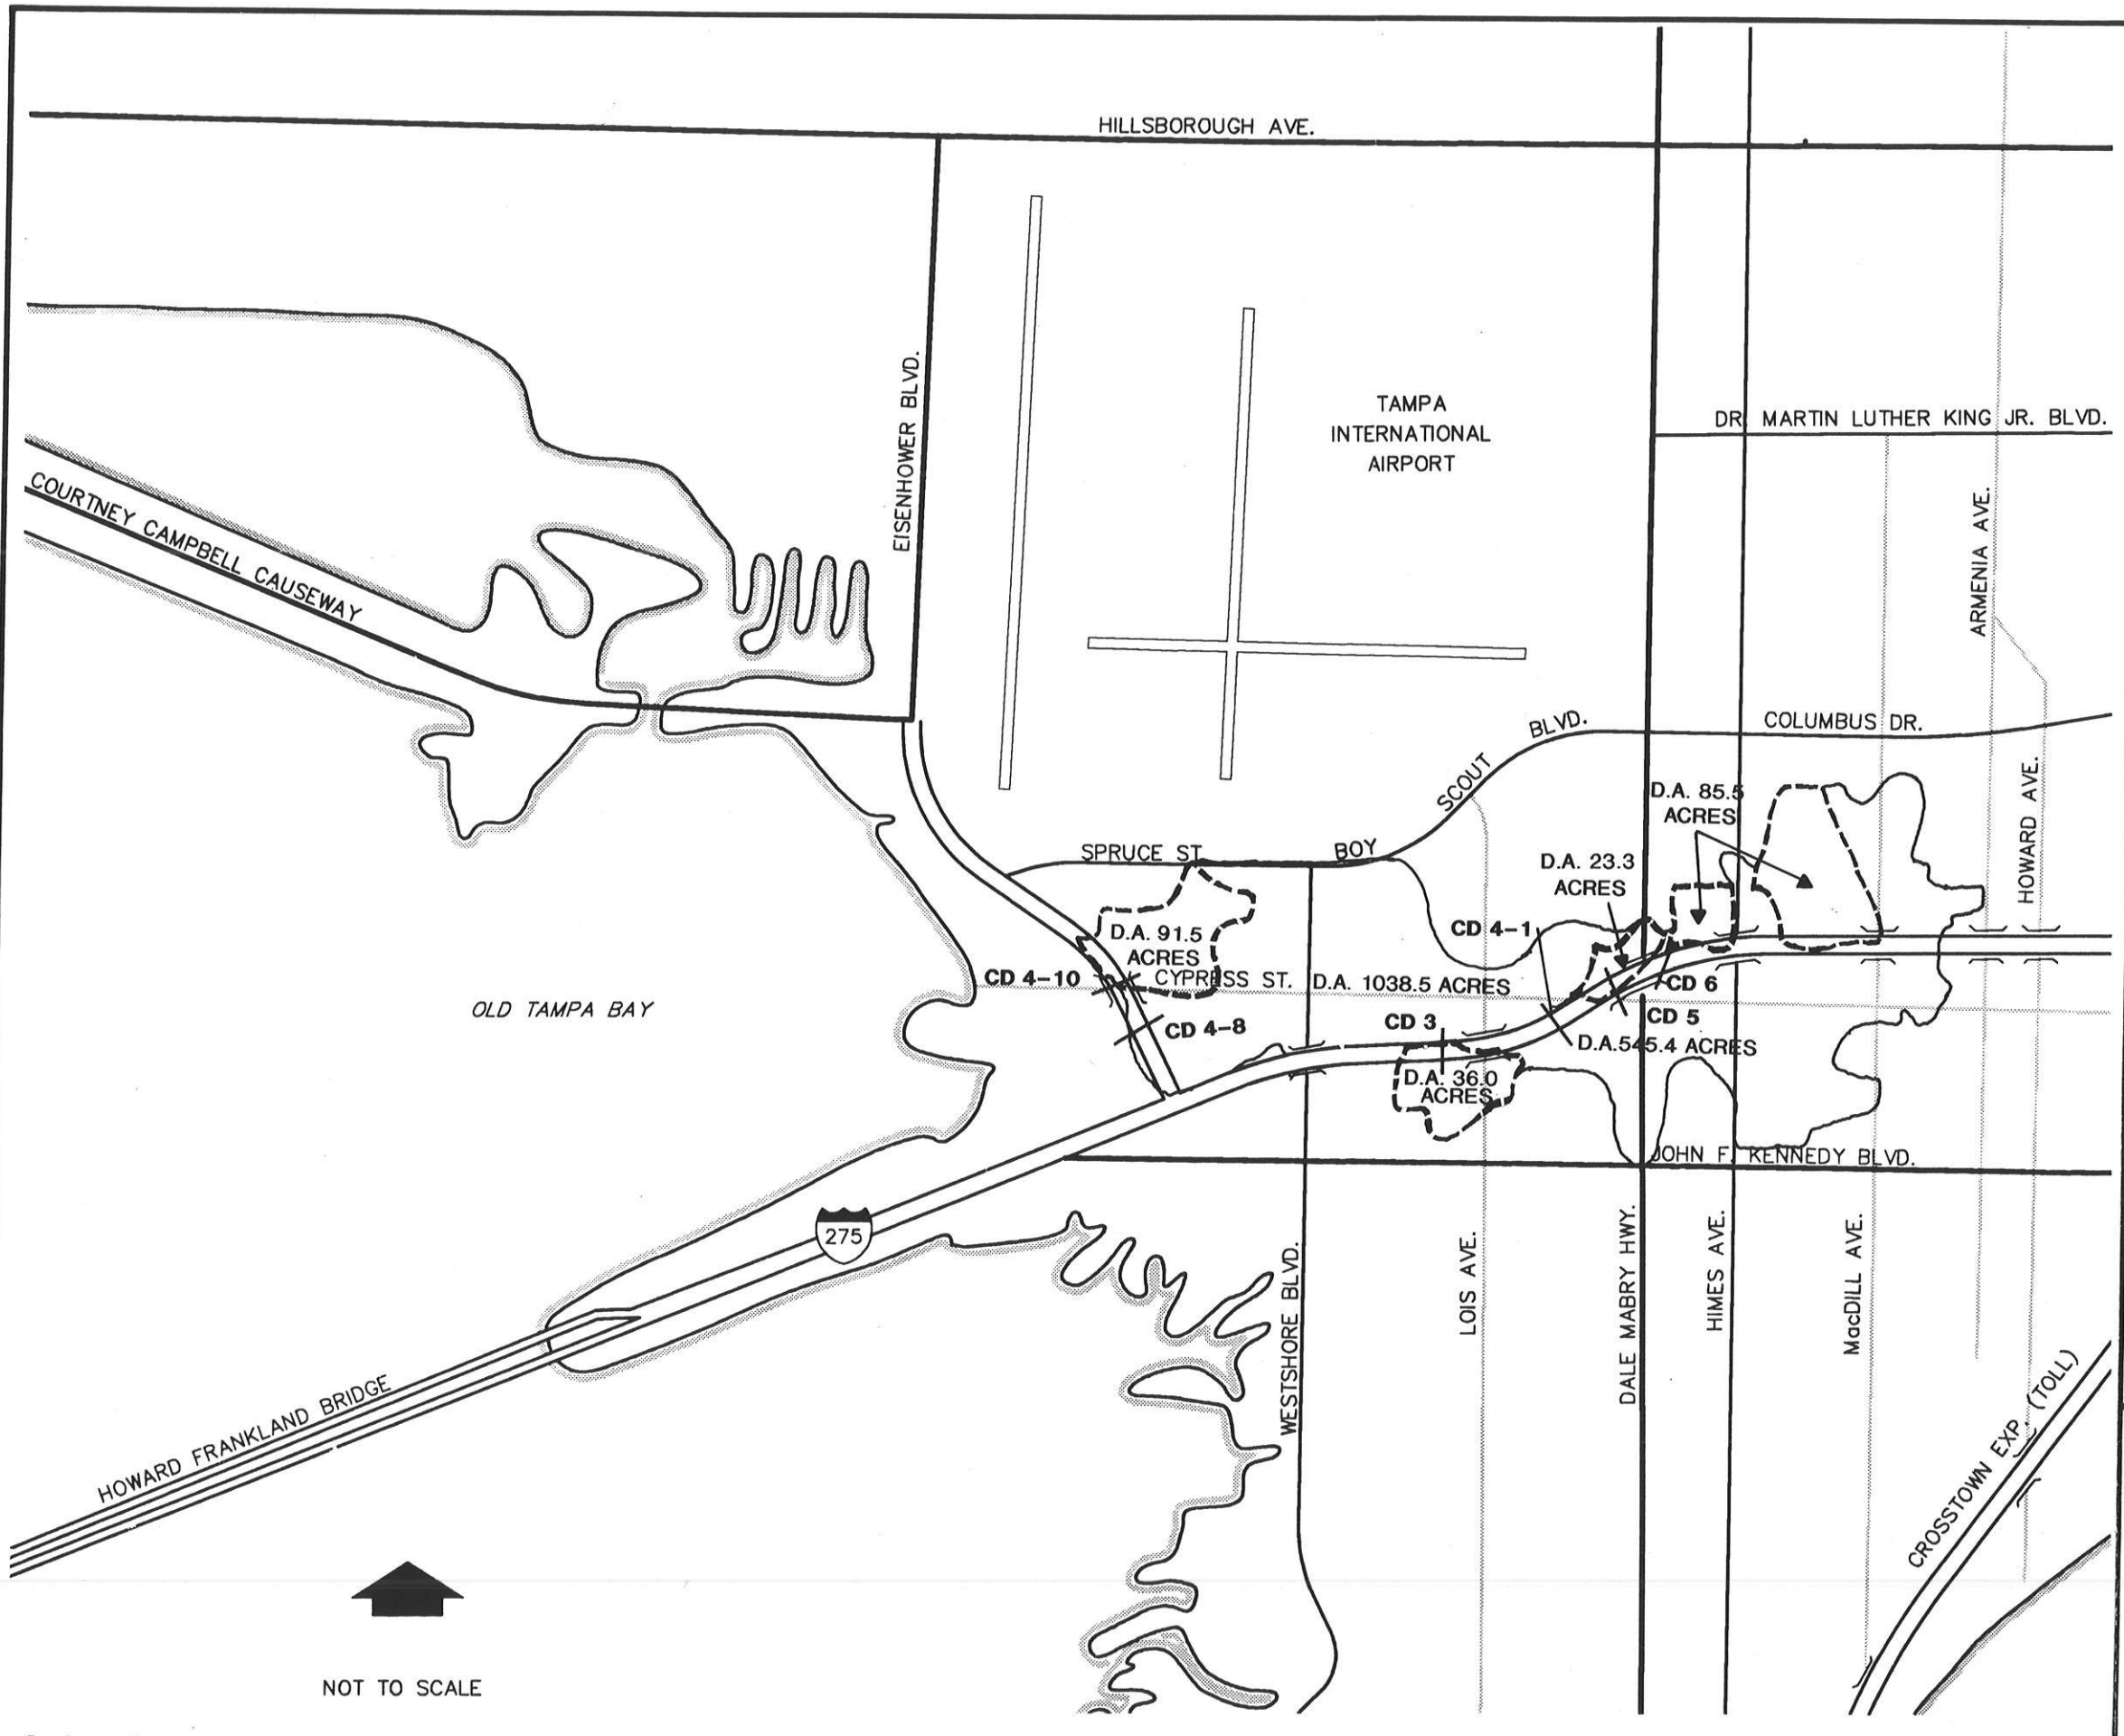 HILLSBOROUGH AVE.
EISENHOWER BLVD.
TAMPA
INTERNATIONAL
AIRPORT
DR. MARTIN LUTHER KING JR. BLVD.
COURTNEY CAMPBELL CAUSEWAY
ARMENIA AVE.
BOY SCOUT BLVD.
COLUMBUS DR.
HOWARD AVE.
D.A. 85.5
ACRES
SPRUCE ST.
D.A. 23.3
ACRES
CD 4-1
D.A. 91.5
ACRES
CD 4-10
CYPRESS ST.
D.A. 1038.5 ACRES
CD 6
OLD TAMPA BAY
CD 4-8
CD 3
CD 5
D.A.545.4 ACRES
D.A. 36.0
ACRES
JOHN F. KENNEDY BLVD.
275
WESTSHORE BLVD.
LOIS AVE.
DALE MABRY HWY.
HIMES AVE.
MacDILL AVE.
HOWARD FRANKLAND BRIDGE
CROSSTOWN EXP. (TOLL)
NOT TO SCALE